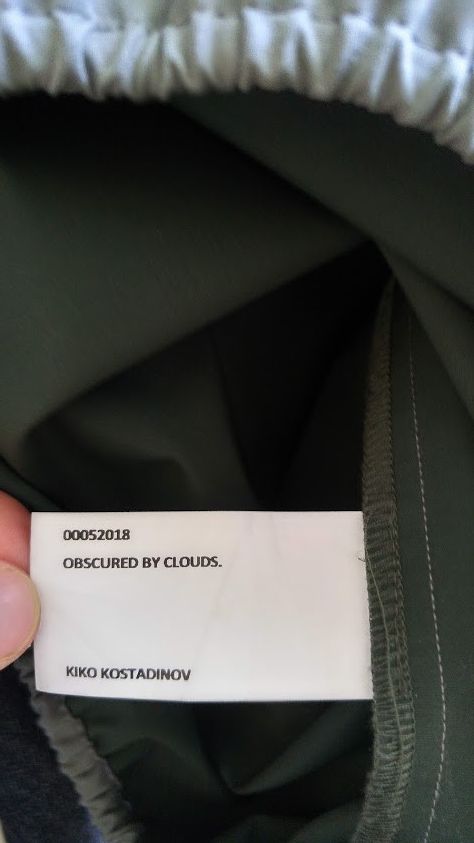 00052018
OBSCURED BY CLOUDS.
KIKO KOSTADINOV